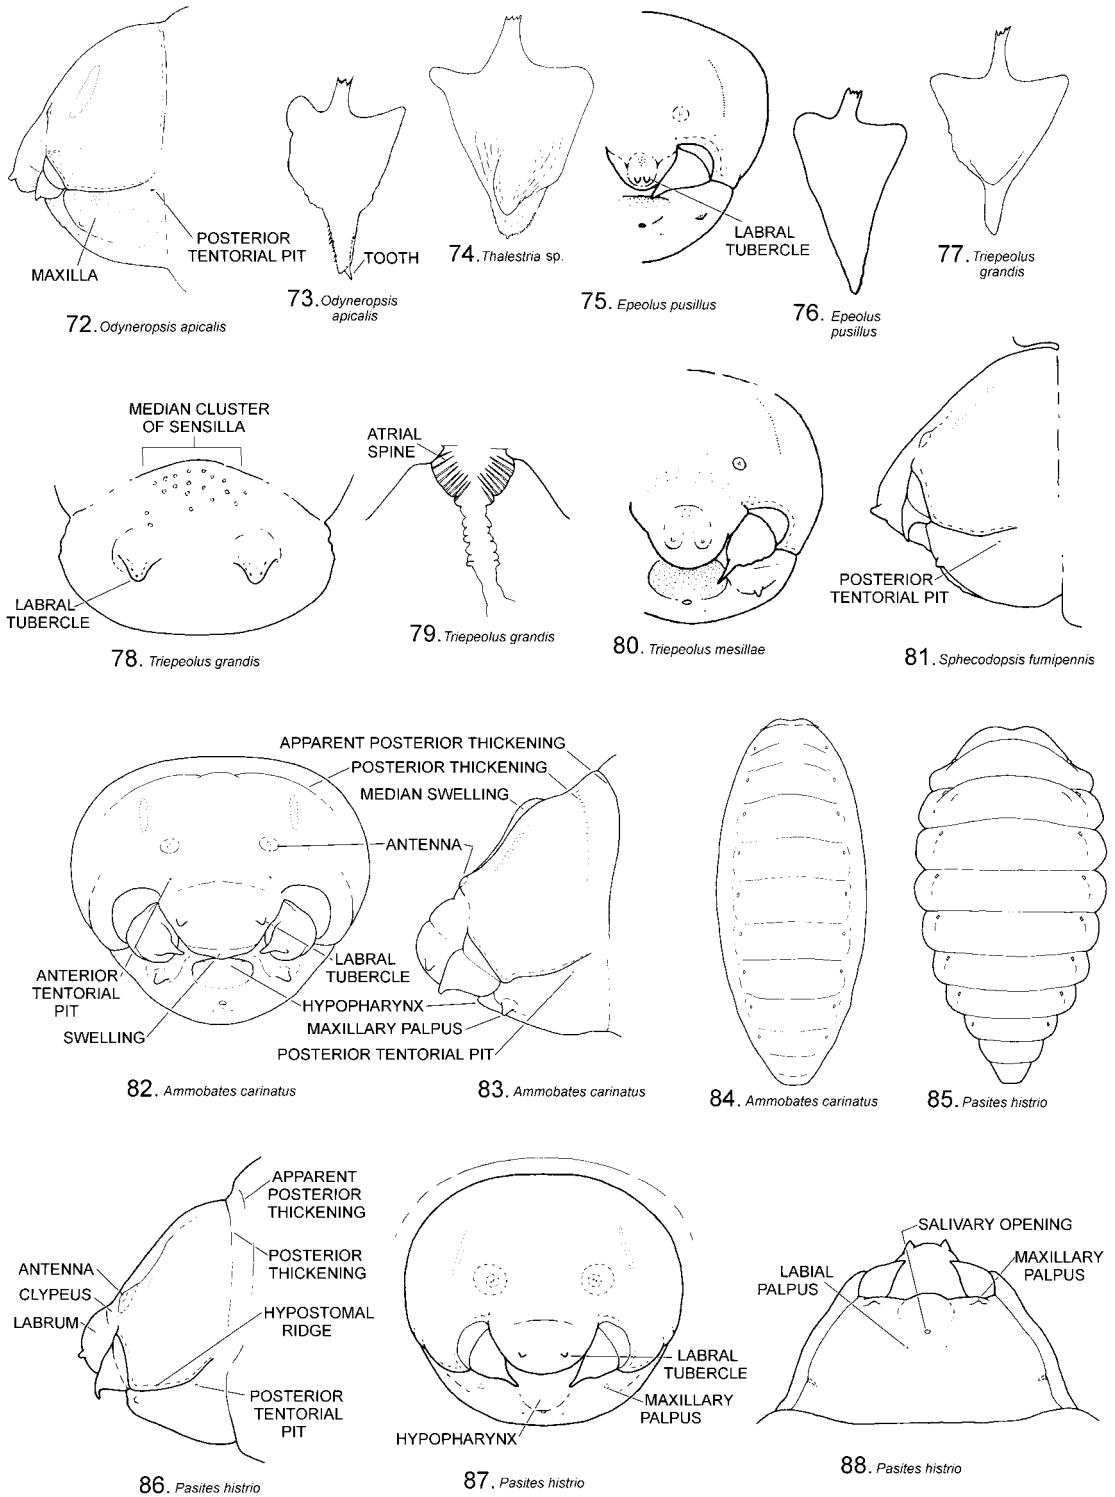 POSTERIOR
TENTORIAL PIT
MAXILLA
72. Odyneropsis apicalis
TOOTH
73. Odyneropsis
apicalis
74. Thalestria sp.
LABRAL
TUBERCLE
75. Epeolus pusillus
76. Epeolus
pusillus
77. Triepeolus
grandis
MEDIAN CLUSTER
OF SENSILLA
LABRAL
TUBERCLE
78. Triepeolus grandis
ATRIAL
SPINE
79. Triepeolus grandis
80. Triepeolus mesillae
POSTERIOR
TENTORIAL PIT
81. Sphecodopsis fumipennis
APPARENT POSTERIOR THICKENING
POSTERIOR THICKENING
MEDIAN SWELLING
ANTENNA
ANTERIOR
TENTORIAL
PIT
SWELLING
LABRAL
TUBERCLE
HYPOPHARYNX
MAXILLARY PALPUS
POSTERIOR TENTORIAL PIT
82. Ammobates carinatus
83. Ammobates carinatus
84. Ammobates carinatus
85. Pasites histrio
APPARENT
POSTERIOR
THICKENING
POSTERIOR
THICKENING
ANTENNA
CLYPEUS
LABRUM
HYPOSTOMAL
RIDGE
POSTERIOR
TENTORIAL
PIT
86. Pasites histrio
LABRAL
TUBERCLE
MAXILLARY
PALPUS
HYPOPHARYNX
87. Pasites histrio
SALIVARY OPENING
LABIAL
PALPUS
MAXILLARY
PALPUS
88. Pasites histrio